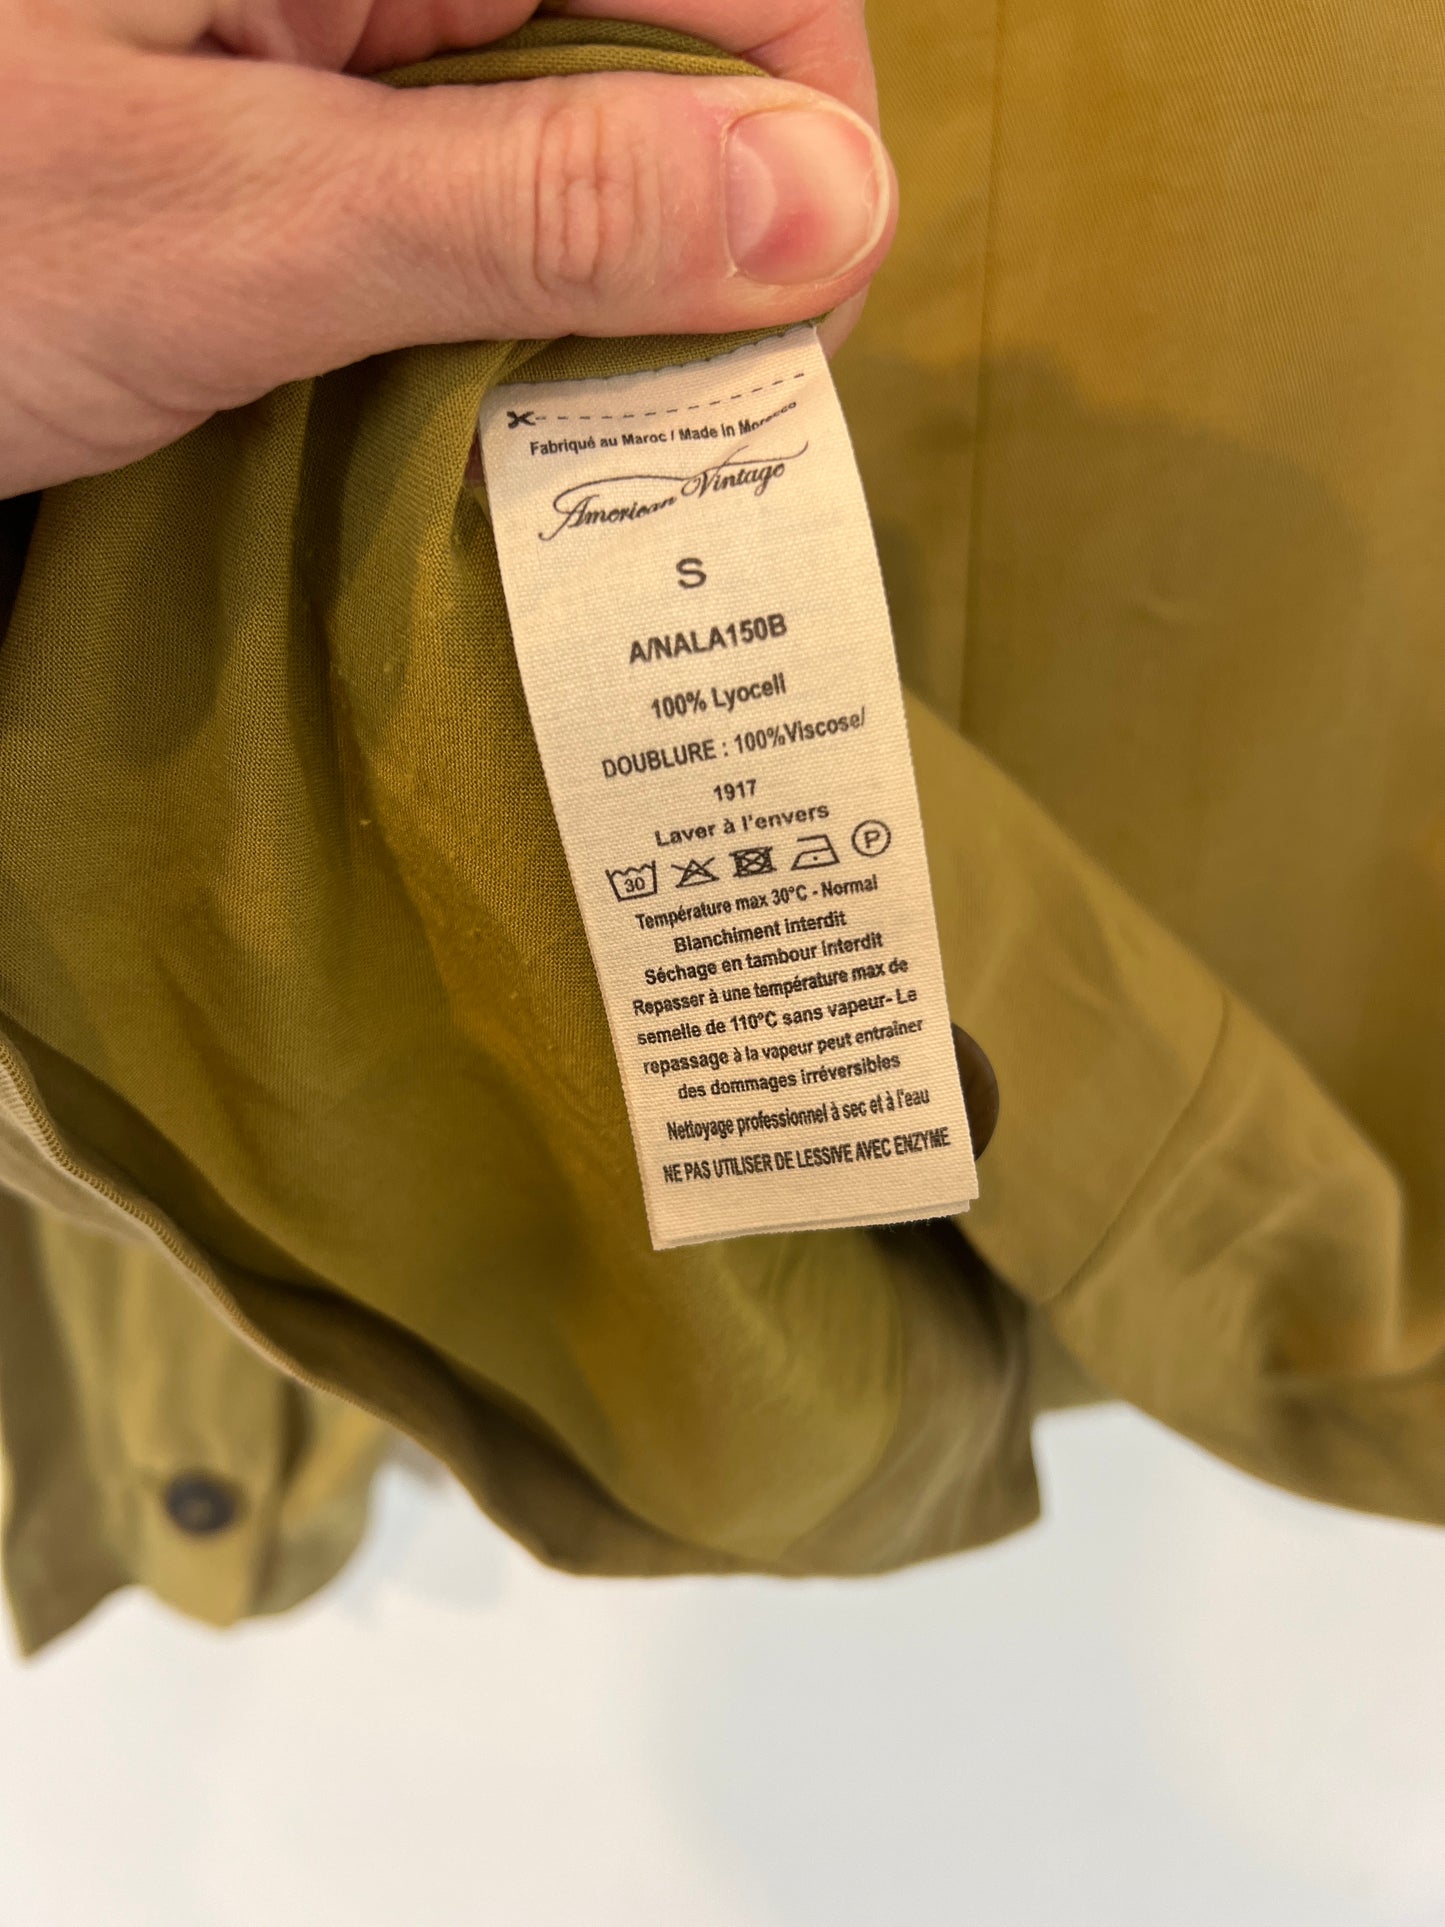 Fabriqué au Maroc / Made in Morocco
American Vintage
S
A/NALA150B
100% Lyocell
DOUBLURE : 100%Viscose/
1917
Laver à l'envers
30 P
Température max 30°C - Normal
Blanchiment interdit
Séchage en tambour interdit
Repasser à une température max de
semelle de 110°C sans vapeur- Le
repassage à la vapeur peut entraîner
des dommages irréversibles
Nettoyage professionnel à sec et à l'eau
NE PAS UTILISER DE LESSIVE AVEC ENZYME